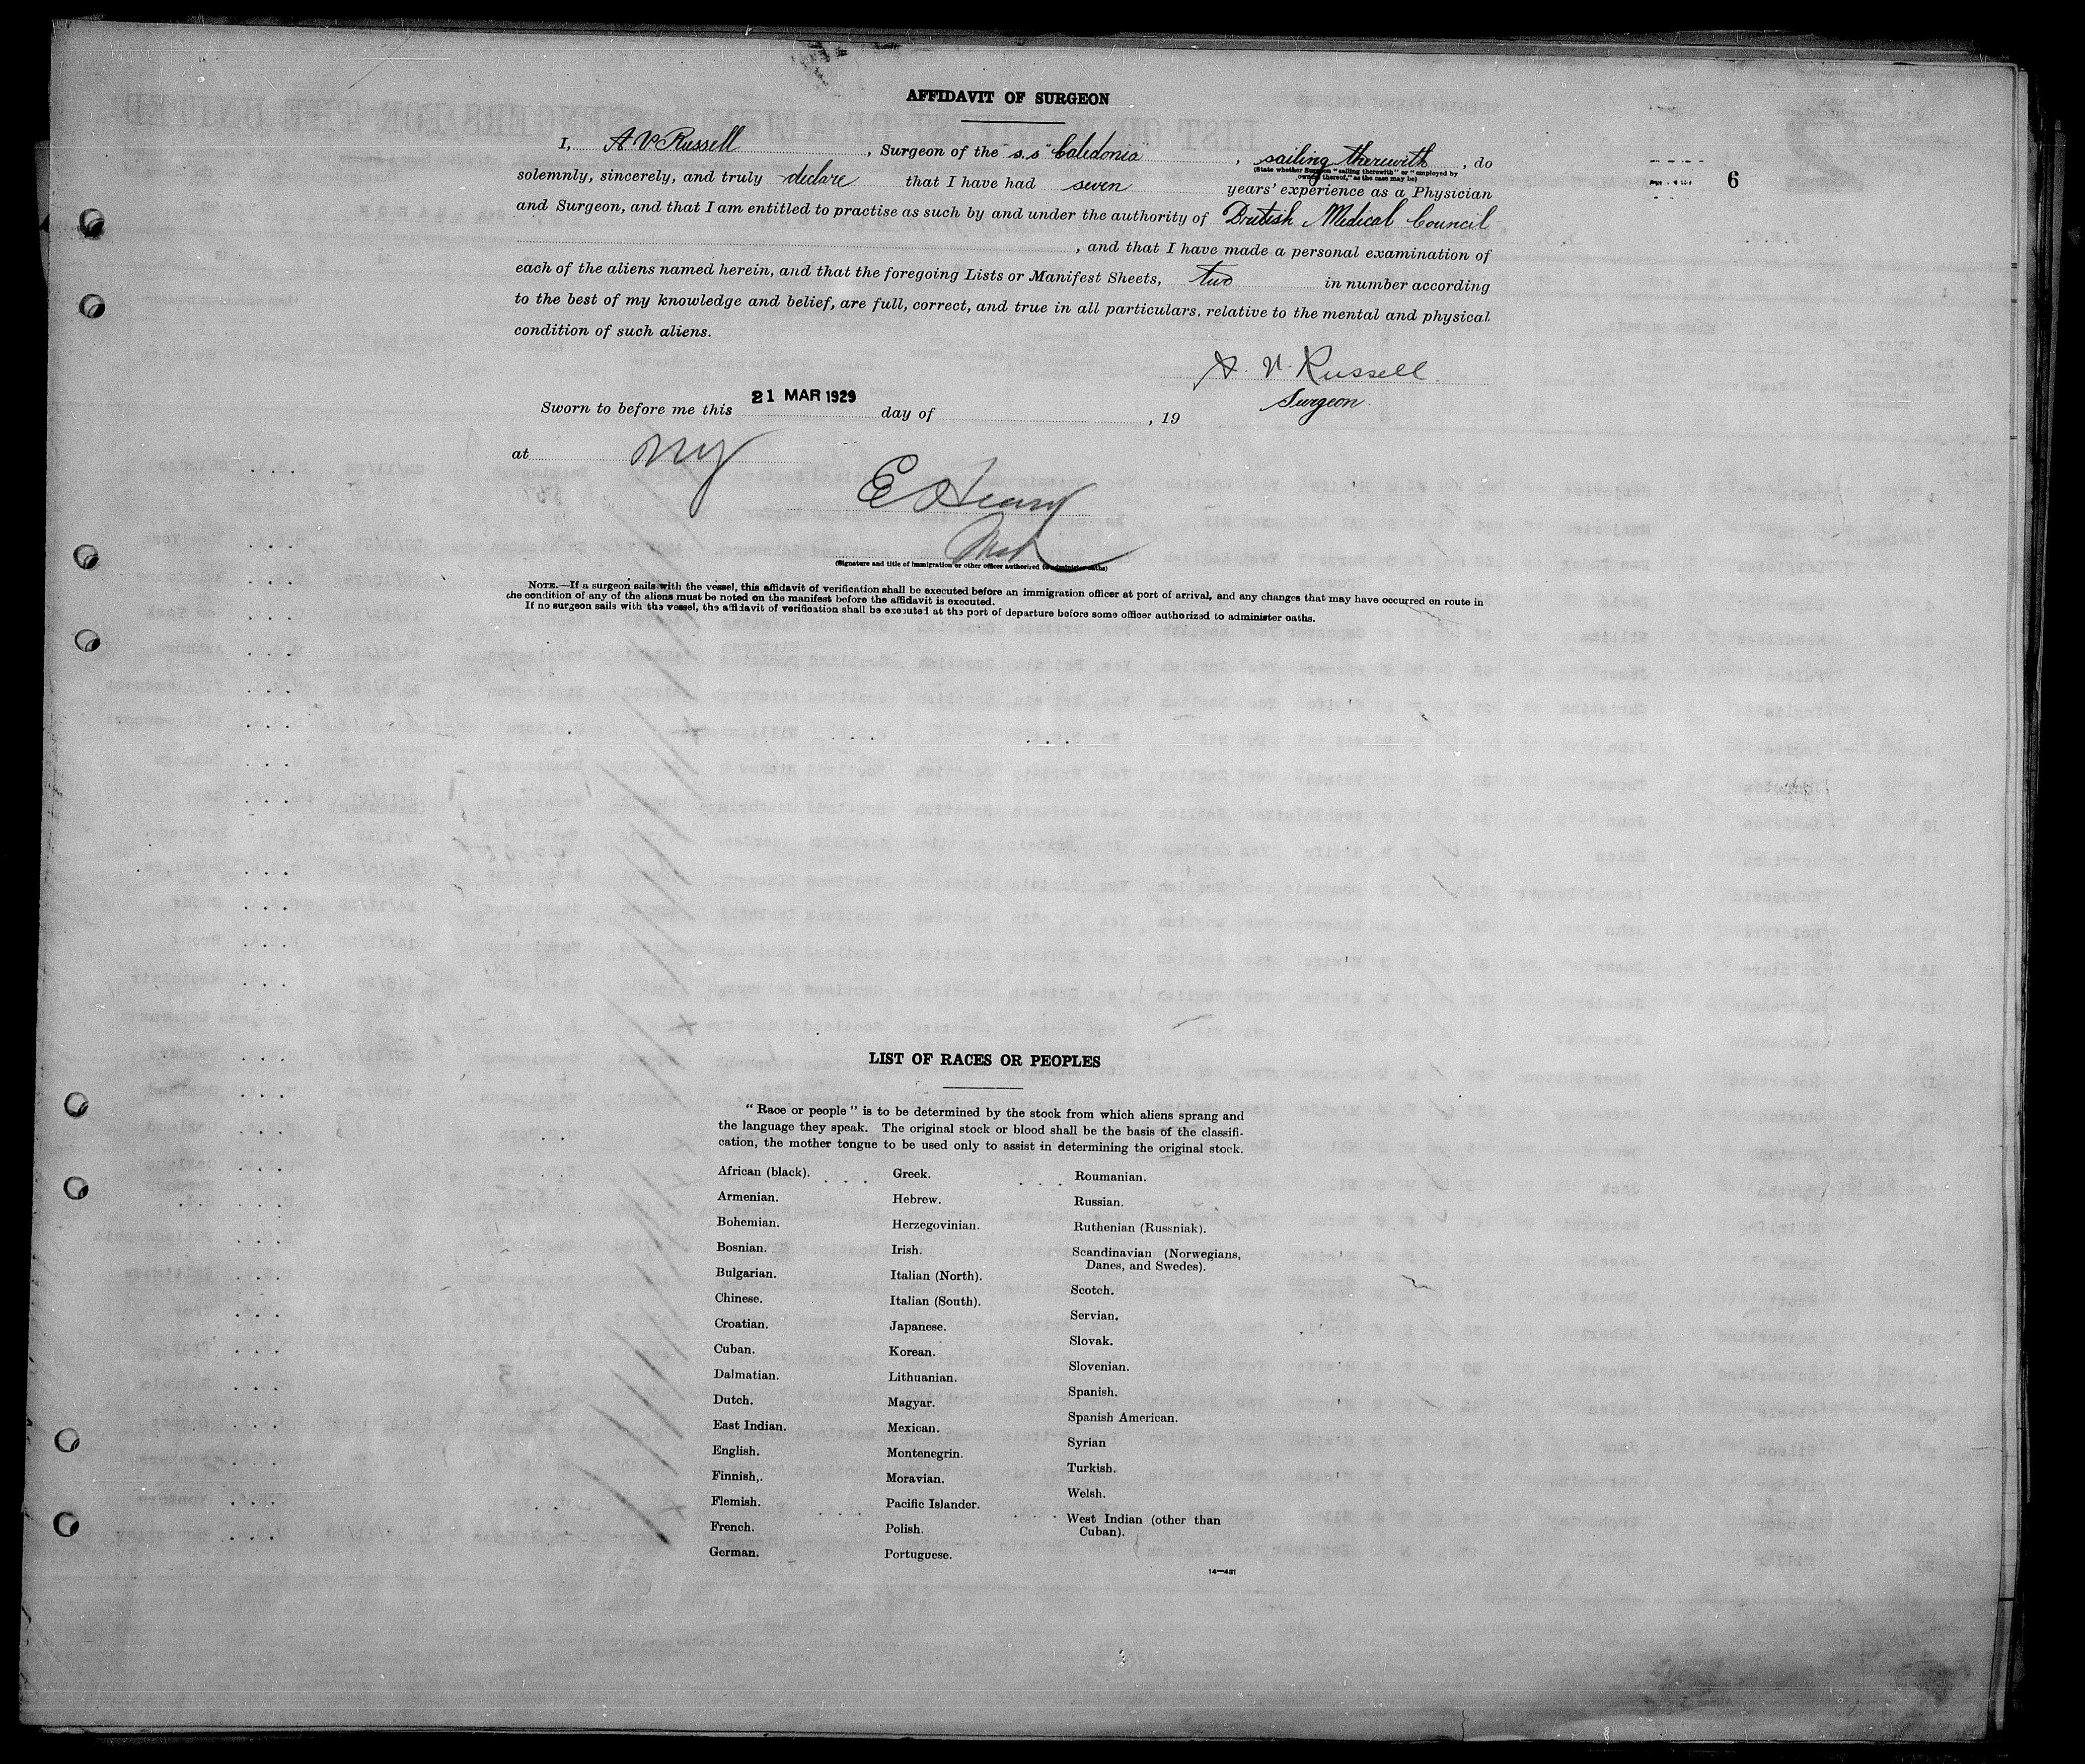 AFFIDAVIT OF SURGEON
I, A V Russell, Surgeon of the "s.s." Caledonia, sailing therewith, do
(State whether Surgeon "sailing therewith" or "employed by
owners thereof," as the case may be)
solemnly, sincerely, and truly declare that I have had seven years' experience as a Physician
6
and Surgeon, and that I am entitled to practise as such by and under the authority of British Medical Council
, and that I have made a personal examination of
each of the aliens named herein, and that the foregoing Lists or Manifest Sheets, two in number according
to the best of my knowledge and belief, are full, correct, and true in all particulars, relative to the mental and physical
condition of such aliens.
A. V. Russell
Surgeon.
Sworn to before me this 21 MAR 1929 day of , 19
at NY
(Signature and title of immigration or other officer authorized to administer oaths)
NOTE.—If a surgeon sails with the vessel, this affidavit of verification shall be executed before an immigration officer at port of arrival, and any changes that may have occurred en route in
the condition of any of the aliens must be noted on the manifest before the affidavit is executed.
If no surgeon sails with the vessel, the affidavit of verification shall be executed at the port of departure before some officer authorized to administer oaths.
LIST OF RACES OR PEOPLES
"Race or people" is to be determined by the stock from which aliens sprang and
the language they speak. The original stock or blood shall be the basis of the classifi-
cation, the mother tongue to be used only to assist in determining the original stock.
African (black).
Armenian.
Bohemian.
Bosnian.
Bulgarian.
Chinese.
Croatian.
Cuban.
Dalmatian.
Dutch.
East Indian.
English.
Finnish,.
Flemish.
French.
German.
Greek.
Hebrew.
Herzegovinian.
Irish.
Italian (North).
Italian (South).
Japanese.
Korean.
Lithuanian.
Magyar.
Mexican.
Montenegrin.
Moravian.
Pacific Islander.
Polish.
Portuguese.
Roumanian.
Russian.
Ruthenian (Russniak).
Scandinavian (Norwegians,
Danes, and Swedes).
Scotch.
Servian.
Slovak.
Slovenian.
Spanish.
Spanish American.
Syrian
Turkish.
Welsh.
West Indian (other than
Cuban).
14—481